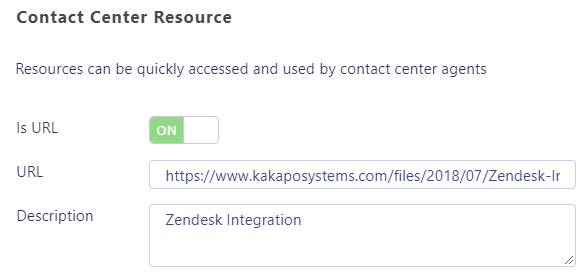 Contact Center Resource
Resources can be quickly accessed and used by contact center agents
Is URL ON
URL https://www.kakaposystems.com/files/2018/07/Zendesk-Ir
Description Zendesk Integration